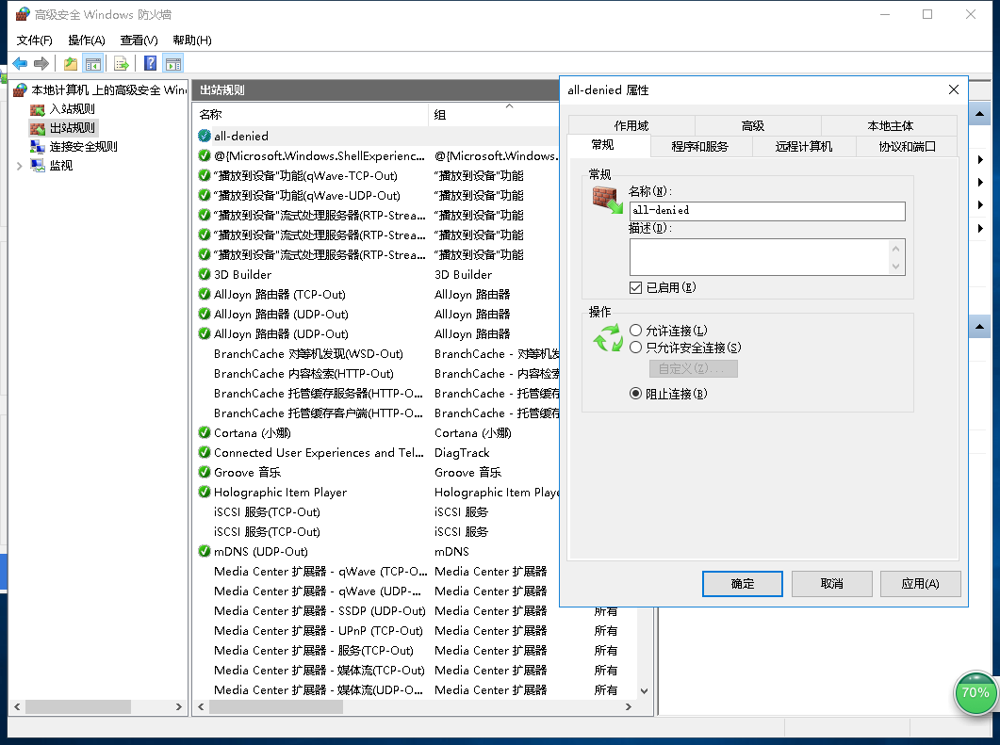 高级安全 Windows 防火墙
文件(F) 操作(A) 查看(V) 帮助(H)
本地计算机 上的高级安全 Win
入站规则
出站规则
连接安全规则
监视
出站规则
名称 组
all-denied
@{Microsoft.Windows.ShellExperienc... @{Microsoft.Windows.
“播放到设备”功能(qWave-TCP-Out) “播放到设备”功能
“播放到设备”功能(qWave-UDP-Out) “播放到设备”功能
“播放到设备”流式处理服务器(RTP-Strea... “播放到设备”功能
“播放到设备”流式处理服务器(RTP-Strea... “播放到设备”功能
“播放到设备”流式处理服务器(RTP-Strea... “播放到设备”功能
3D Builder 3D Builder
AllJoyn 路由器 (TCP-Out) AllJoyn 路由器
AllJoyn 路由器 (UDP-Out) AllJoyn 路由器
AllJoyn 路由器 (UDP-Out) AllJoyn 路由器
BranchCache 对等机发现(WSD-Out) BranchCache - 对等机发
BranchCache 内容检索(HTTP-Out) BranchCache - 内容检索
BranchCache 托管缓存服务器(HTTP-O... BranchCache - 托管缓存
BranchCache 托管缓存客户端(HTTP-O... BranchCache - 托管缓存
Cortana (小娜) Cortana (小娜)
Connected User Experiences and Tel... DiagTrack
Groove 音乐 Groove 音乐
Holographic Item Player Holographic Item Playe
iSCSI 服务(TCP-Out) iSCSI 服务
iSCSI 服务(TCP-Out) iSCSI 服务
mDNS (UDP-Out) mDNS
Media Center 扩展器 - qWave (TCP-O... Media Center 扩展器
Media Center 扩展器 - qWave (UDP-... Media Center 扩展器
Media Center 扩展器 - SSDP (UDP-Out) Media Center 扩展器 所有
Media Center 扩展器 - UPnP (TCP-Out) Media Center 扩展器 所有
Media Center 扩展器 - 服务(TCP-Out) Media Center 扩展器 所有
Media Center 扩展器 - 媒体流(TCP-Out) Media Center 扩展器 所有
Media Center 扩展器 - 媒体流(UDP-O... Media Center 扩展器 所有
all-denied 属性
作用域 高级 本地主体
常规 程序和服务 远程计算机 协议和端口
常规
名称(N):
all-denied
描述(D):
已启用(E)
操作
允许连接(L)
只允许安全连接(S)
自定义(Z)...
阻止连接(B)
确定 取消 应用(A)
70%